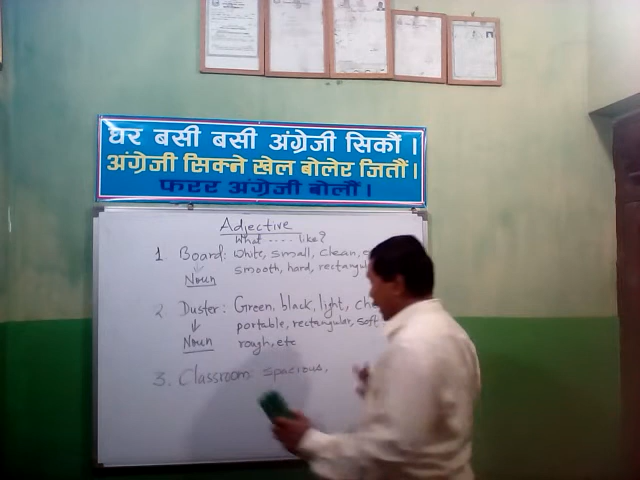 घर बसी बसी अंग्रेजी सिकौं ।
अंग्रेजी सिक्ने खेल बोलेर जितौं ।
फरर अंग्रेजी बोलौं ।
Adjective
What .... like?
1 Board: White, small, clean,
smooth, hard, rectangul
Noun
2 Duster: Green, black, light,
portable, rectangular, soft
Noun rough, etc
3. Classroom: spacious,